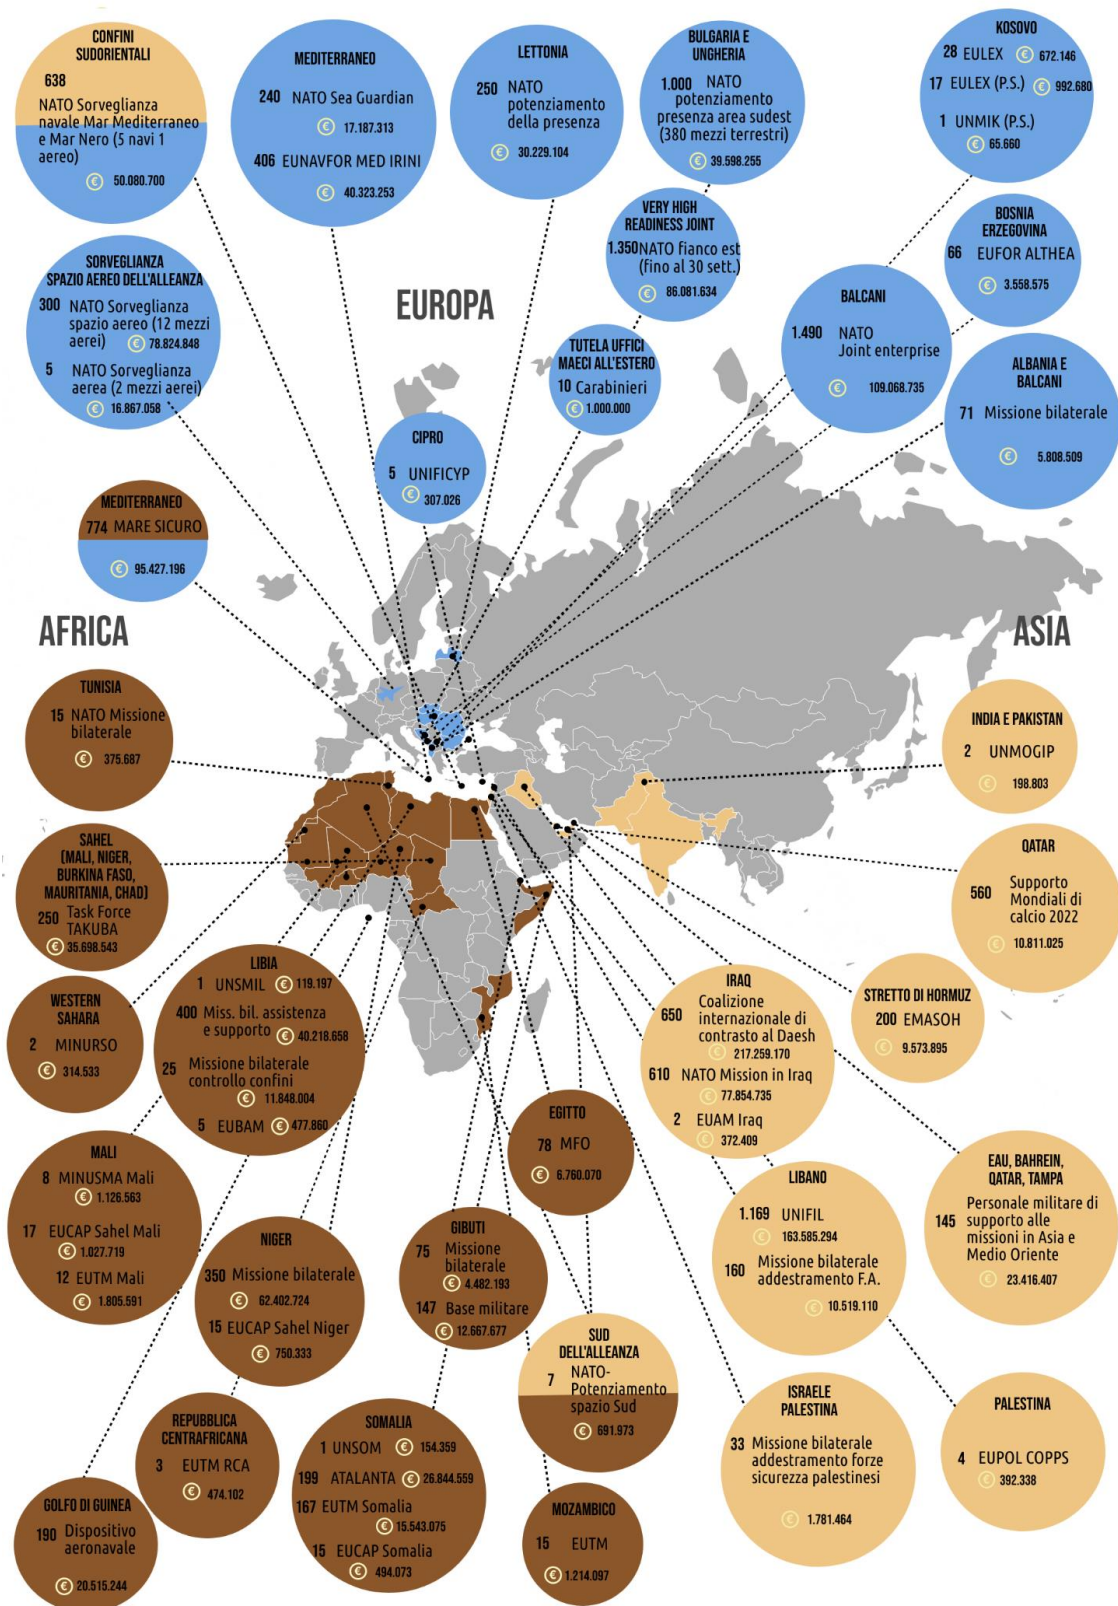 CONFINI
SUDORIENTALI
638
NATO Sorveglianza
navale Mar Mediterraneo
e Mar Nero (5 navi 1
aereo)
€ 50.080.700
MEDITERRANEO
240 NATO Sea Guardian
€ 17.187.313
406 EUNAVFOR MED IRINI
€ 40.323.253
LETTONIA
250 NATO
potenziamento
della presenza
€ 30.229.104
BULGARIA E
UNGHERIA
1.000 NATO
potenziamento
presenza area sudest
(380 mezzi terrestri)
€ 39.598.255
KOSOVO
28 EULEX € 672.146
17 EULEX (P.S.) € 992.680
1 UNMIK (P.S.)
€ 65.660
VERY HIGH
READINESS JOINT
1.350 NATO fianco est
(fino al 30 sett.)
€ 86.081.634
BOSNIA
ERZEGOVINA
66 EUFOR ALTHEA
€ 3.558.575
SORVEGLIANZA
SPAZIO AEREO DELL'ALLEANZA
300 NATO Sorveglianza
spazio aereo (12 mezzi
aerei) € 78.824.848
5 NATO Sorveglianza
aerea (2 mezzi aerei)
€ 16.867.058
EUROPA
BALCANI
1.490 NATO
Joint enterprise
€ 109.068.735
TUTELA UFFICI
MAECI ALL'ESTERO
10 Carabinieri
€ 1.000.000
ALBANIA E
BALCANI
71 Missione bilaterale
€ 5.808.509
CIPRO
5 UNIFICYP
€ 307.026
MEDITERRANEO
774 MARE SICURO
€ 95.427.196
AFRICA
ASIA
TUNISIA
15 NATO Missione
bilaterale
€ 375.687
INDIA E PAKISTAN
2 UNMOGIP
€ 198.803
SAHEL
(MALI, NIGER,
BURKINA FASO,
MAURITANIA, CHAD)
250 Task Force
TAKUBA
€ 35.698.543
QATAR
560 Supporto
Mondiali di
calcio 2022
€ 10.811.025
WESTERN
SAHARA
2 MINURSO
€ 314.533
LIBIA
1 UNSMIL € 119.197
400 Miss. bil. assistenza
e supporto € 40.218.658
25 Missione bilaterale
controllo confini
€ 11.848.004
5 EUBAM € 477.860
IRAQ
650 Coalizione
internazionale di
contrasto al Daesh
€ 217.259.170
610 NATO Mission in Iraq
€ 77.854.735
2 EUAM Iraq
€ 372.409
STRETTO DI HORMUZ
200 EMASOH
€ 9.573.895
EGITTO
78 MFO
€ 6.760.070
MALI
8 MINUSMA Mali
€ 1.126.563
17 EUCAP Sahel Mali
€ 1.027.719
12 EUTM Mali
€ 1.805.591
LIBANO
1.169 UNIFIL
€ 163.585.294
160 Missione bilaterale
addestramento F.A.
€ 10.519.110
EAU, BAHREIN,
QATAR, TAMPA
145 Personale militare di
supporto alle
missioni in Asia e
Medio Oriente
€ 23.416.407
NIGER
350 Missione bilaterale
€ 62.402.724
15 EUCAP Sahel Niger
€ 750.333
GIBUTI
75 Missione
bilaterale
€ 4.482.193
147 Base militare
€ 12.667.677
SUD
DELL'ALLEANZA
7 NATO-
Potenziamento
spazio Sud
€ 691.973
ISRAELE
PALESTINA
33 Missione bilaterale
addestramento forze
sicurezza palestinesi
€ 1.781.464
PALESTINA
4 EUPOL COPPS
€ 392.338
REPUBBLICA
CENTRAFRICANA
3 EUTM RCA
€ 474.102
SOMALIA
1 UNSOM € 154.359
199 ATALANTA € 26.844.559
167 EUTM Somalia
€ 15.543.075
15 EUCAP Somalia
€ 494.073
GOLFO DI GUINEA
190 Dispositivo
aeronavale
€ 20.515.244
MOZAMBICO
15 EUTM
€ 1.214.097